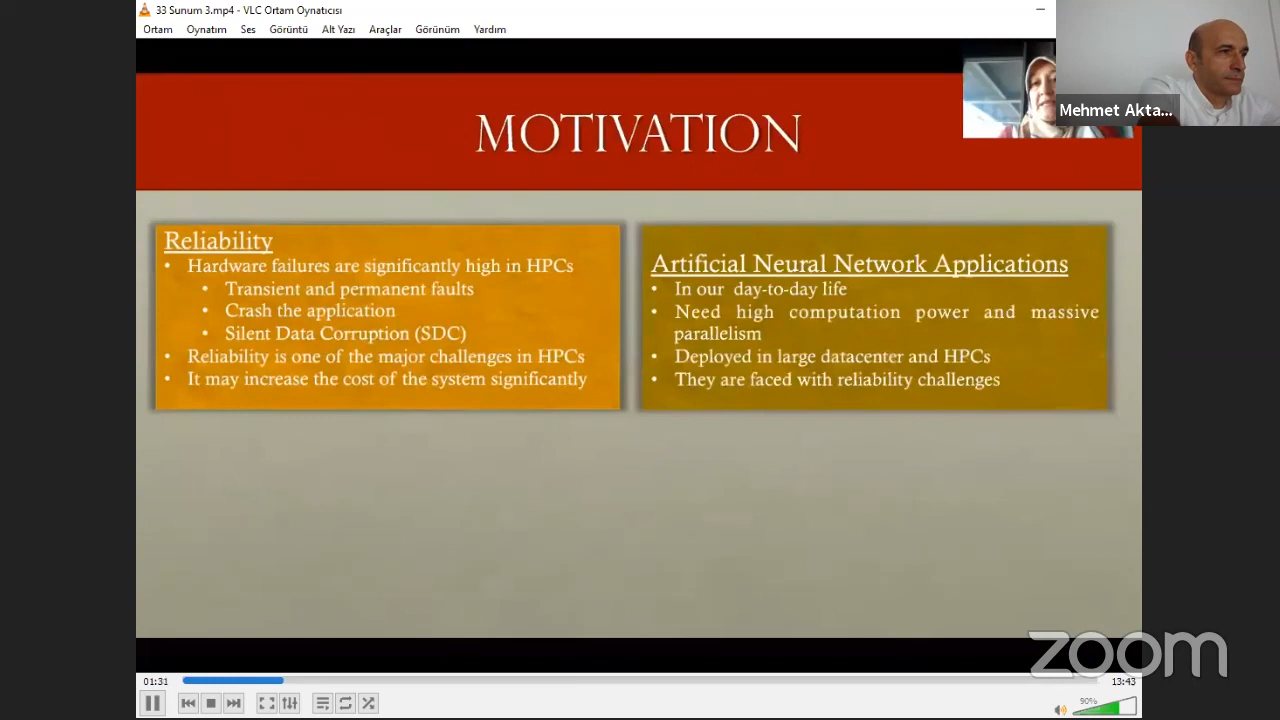 33 Sunum 3.mp4 - VLC Ortam Oynatıcısı
Ortam Oynatım Ses Görüntü Alt Yazı Araçlar Görünüm Yardım
Mehmet Akta...
MOTIVATION
Reliability
• Hardware failures are significantly high in HPCs
• Transient and permanent faults
• Crash the application
• Silent Data Corruption (SDC)
• Reliability is one of the major challenges in HPCs
• It may increase the cost of the system significantly
Artificial Neural Network Applications
• In our day-to-day life
• Need high computation power and massive
parallelism
• Deployed in large datacenter and HPCs
• They are faced with reliability challenges
zoom
01:31
13:43
90%